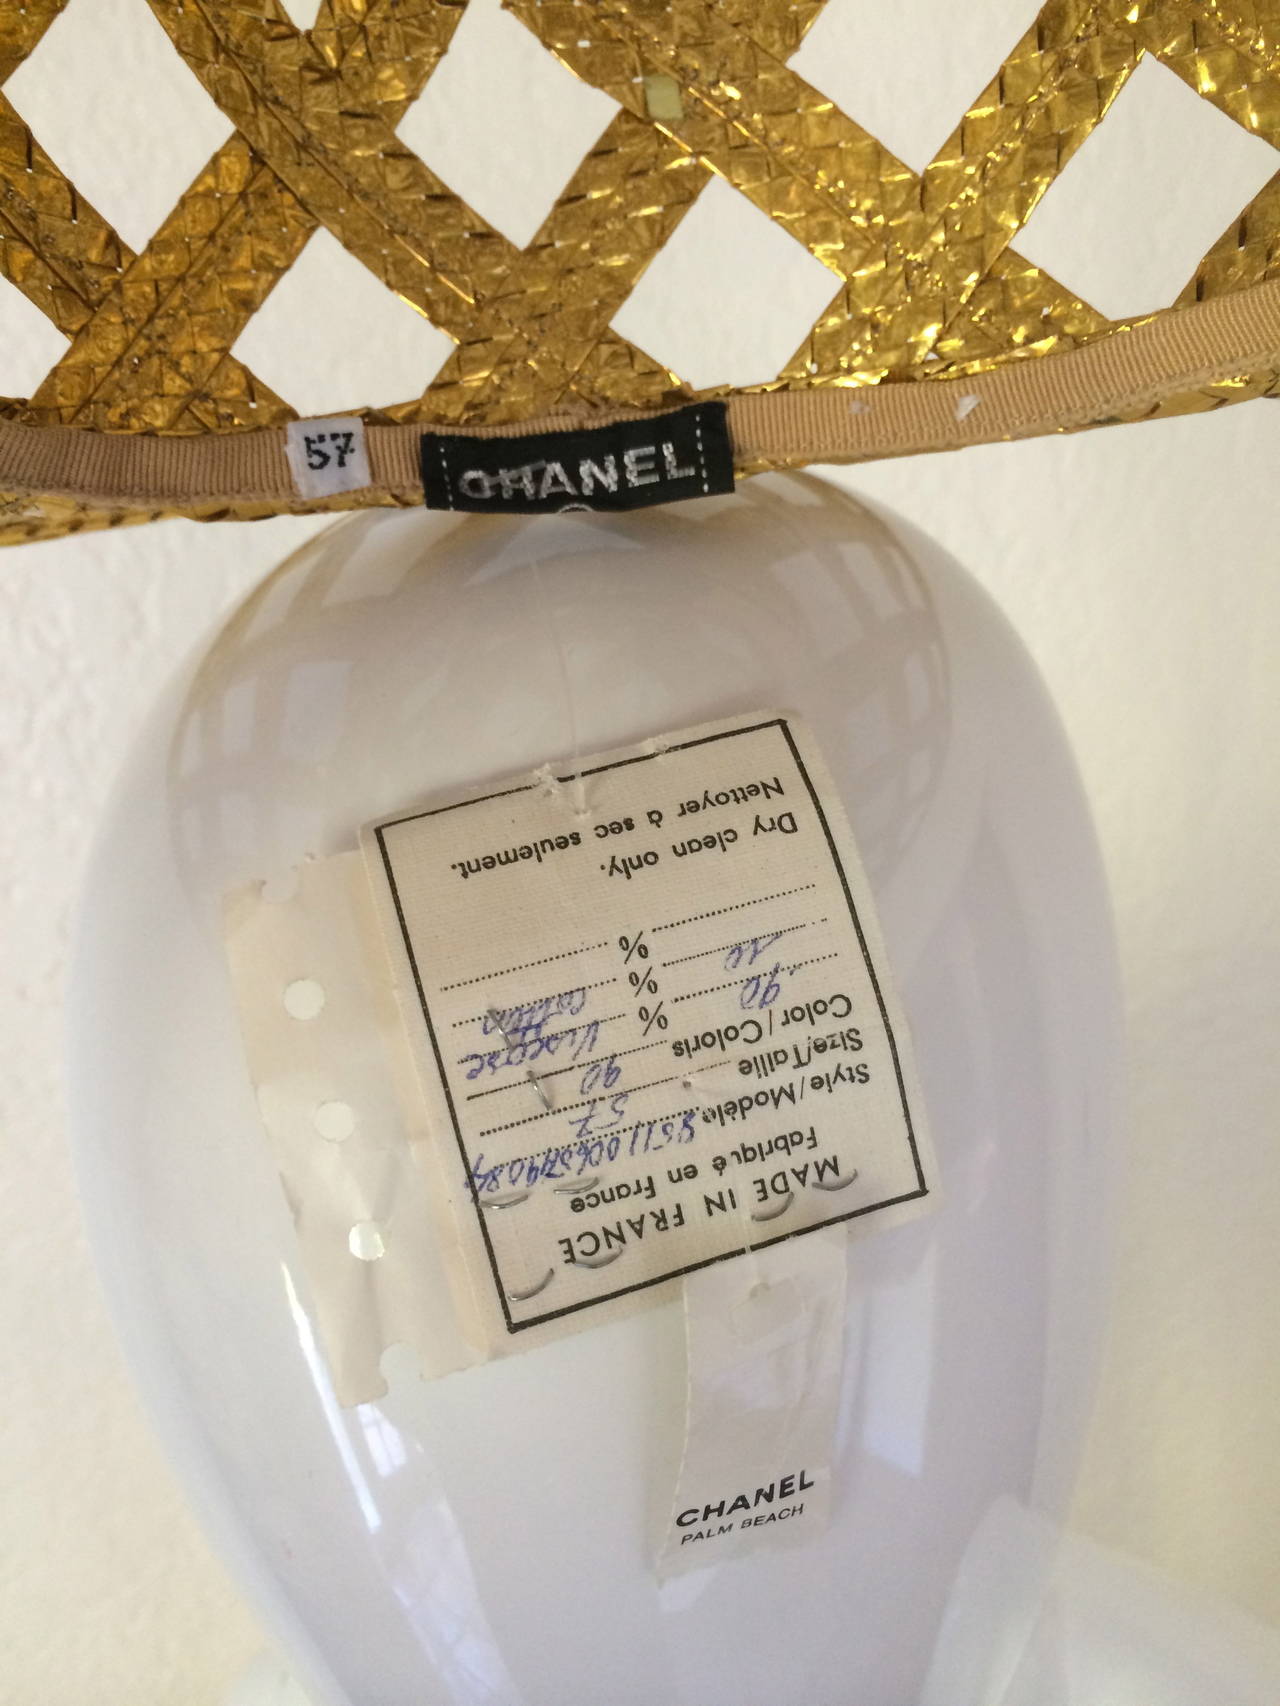 57
CHANEL
MADE IN FRANCE
Fabriqué en France
Style/Modèle
Size/Taille 57
Color/Coloris 90
90 % Viscose
10 % Cotton
%
Dry clean only.
Nettoyer à sec seulement.
CHANEL
PALM BEACH